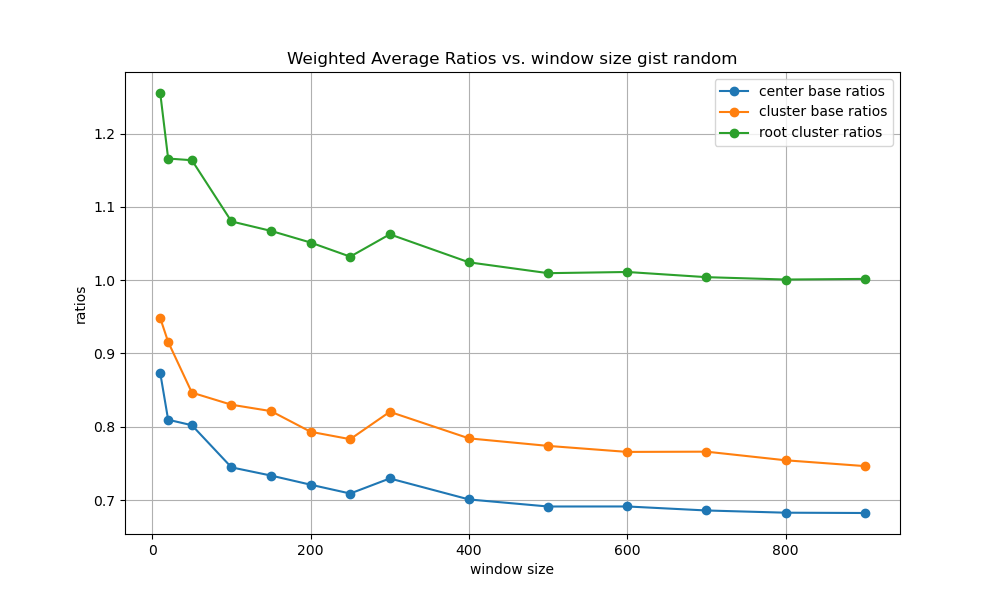 Weighted Average Ratios vs. window size gist random
center base ratios
cluster base ratios
root cluster ratios
1.2
1.1
1.0
0.9
0.8
0.7
ratios
0 200 400 600 800
window size